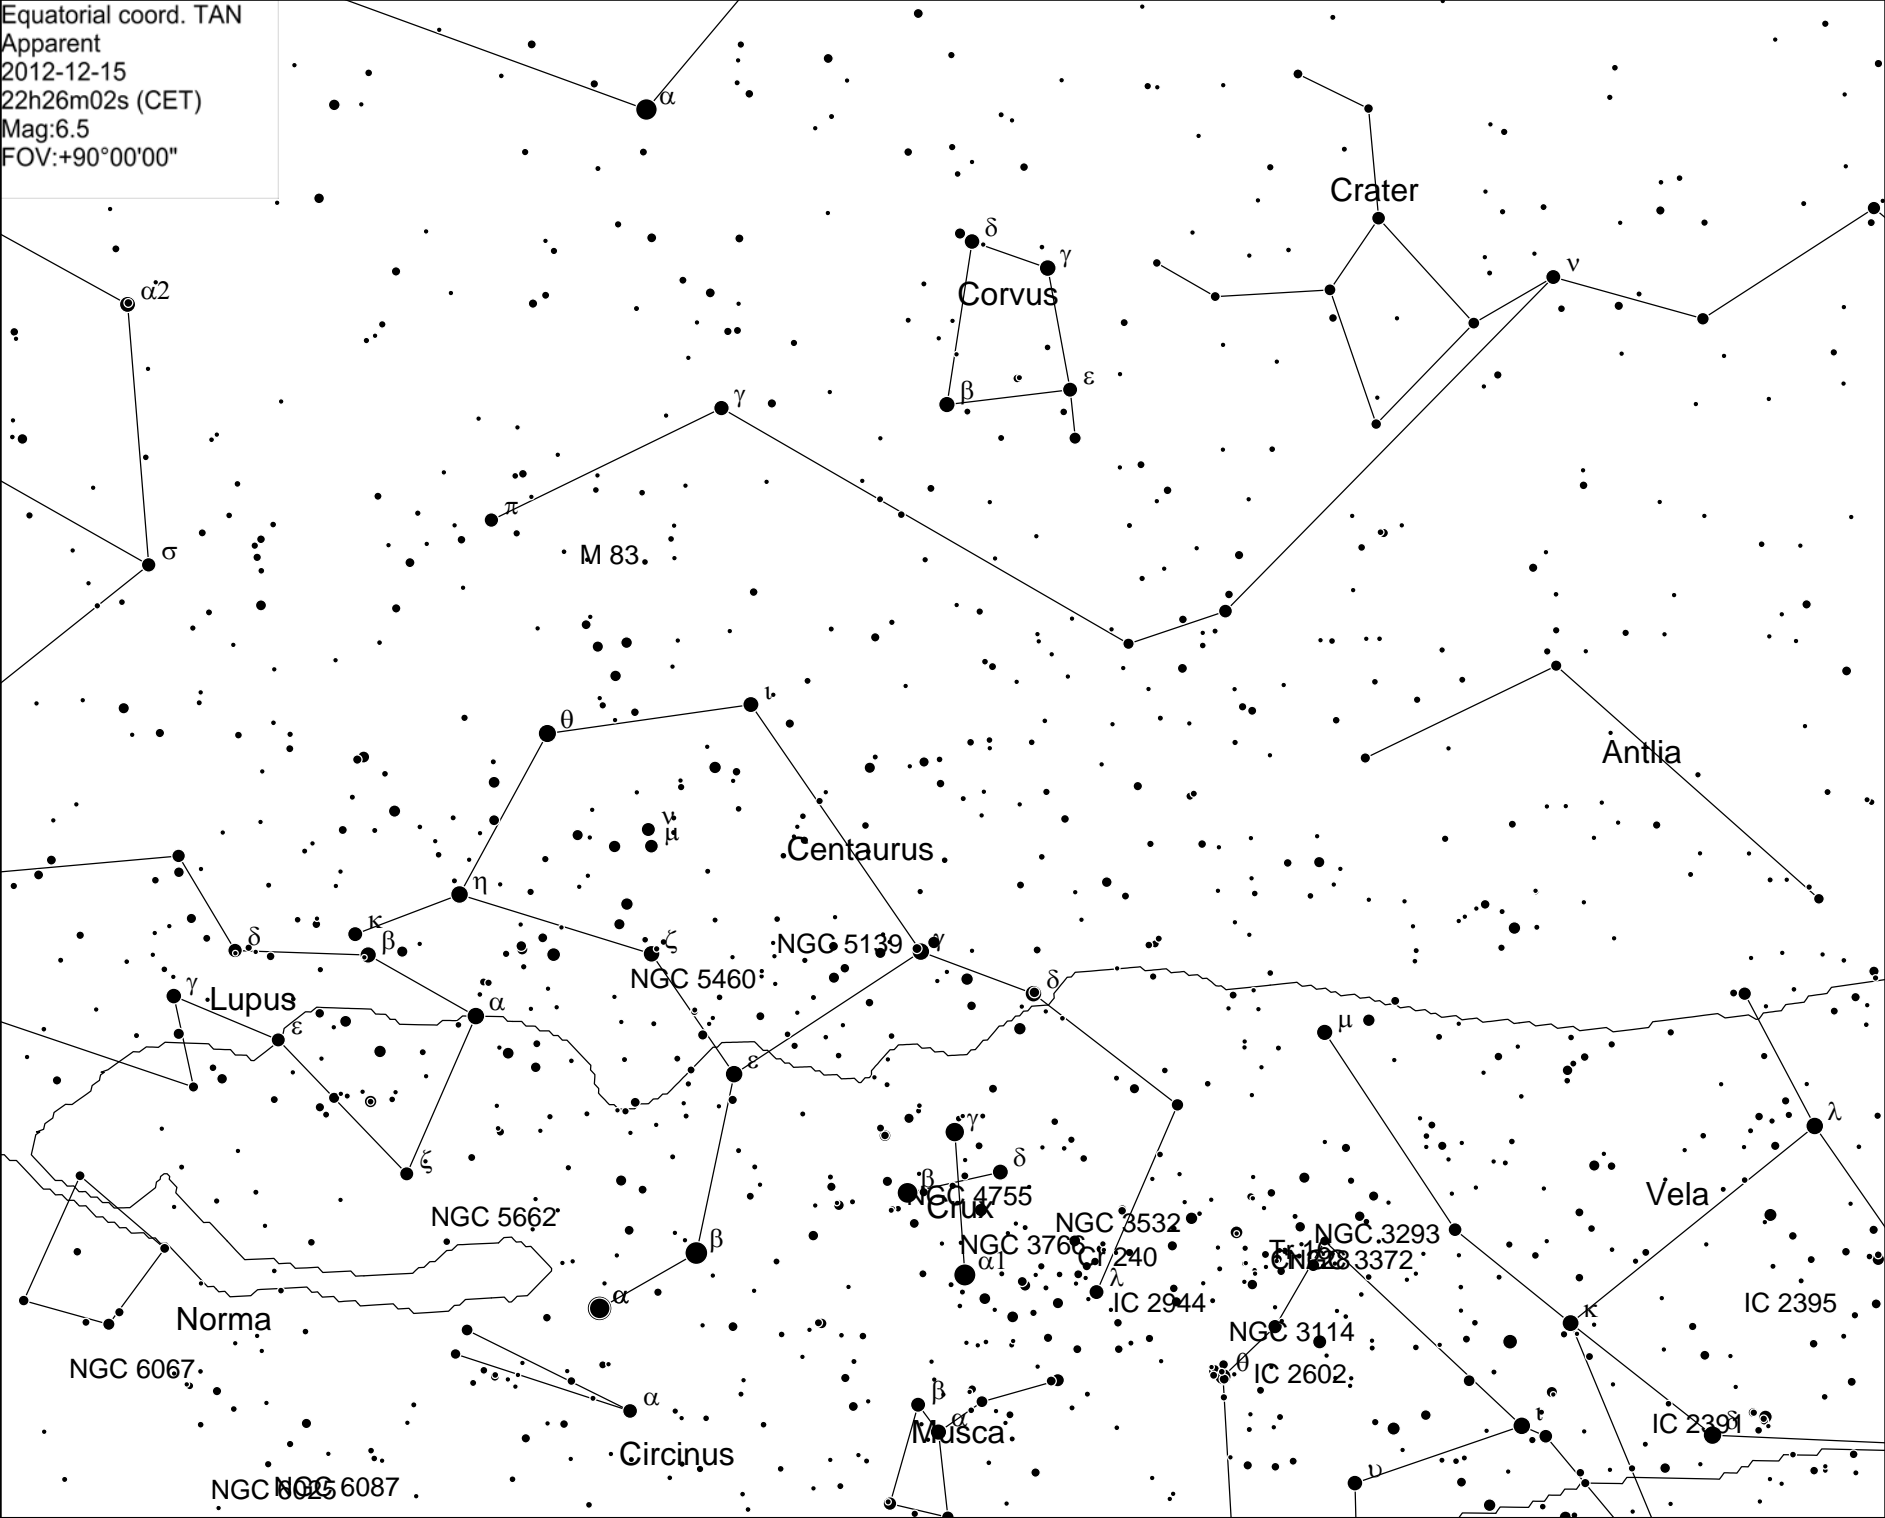 Equatorial coord. TAN
Apparent
2012-12-15
22h26m02s (CET)
Mag:6.5
FOV:+90°00'00"
α
Crater
δ
γ
ν
α2
Corvus
β
ε
γ
π
σ
M 83
ι
θ
Antlia
ν
μ
Centaurus
η
κ
δ
β
ζ
NGC 5139
γ
NGC 5460
δ
γ
Lupus
α
ε
μ
ε
γ
λ
δ
ζ
β
NGC 4755
Vela
Crux
NGC 5662
NGC 3532
NGC 3293
β
NGC 3766
Cr 240
NGC 3372
α1
λ
α
IC 2944
IC 2395
κ
Norma
NGC 3114
θ
NGC 6067
IC 2602
β
α
α
Musca
ι
IC 2391
δ
Circinus
υ
NGC 6025
NGC 6087